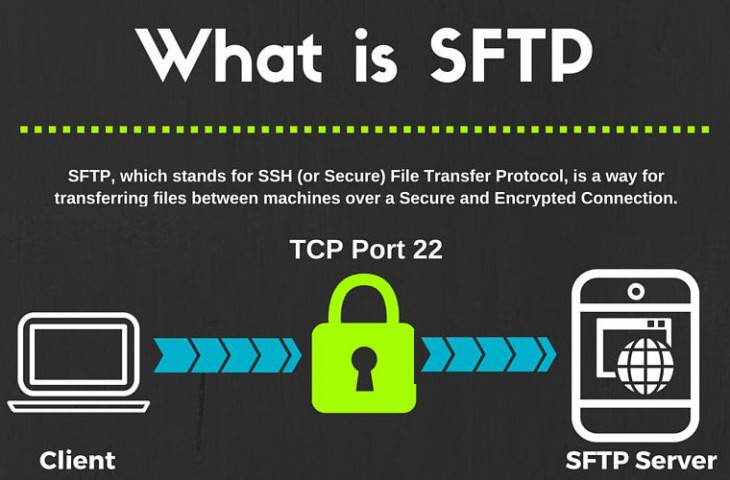 What is SFTP
SFTP, which stands for SSH (or Secure) File Transfer Protocol, is a way for
transferring files between machines over a Secure and Encrypted Connection.
TCP Port 22
Client
SFTP Server